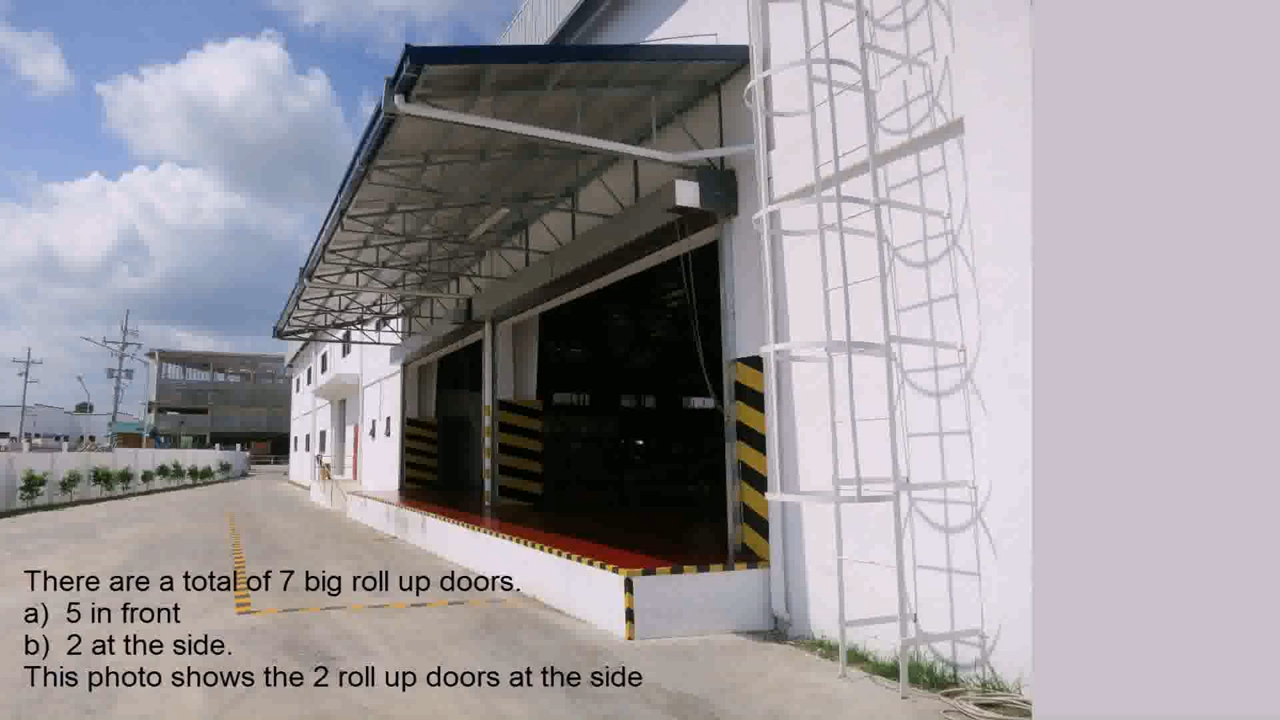 There are a total of 7 big roll up doors.
a) 5 in front
b) 2 at the side.
This photo shows the 2 roll up doors at the side